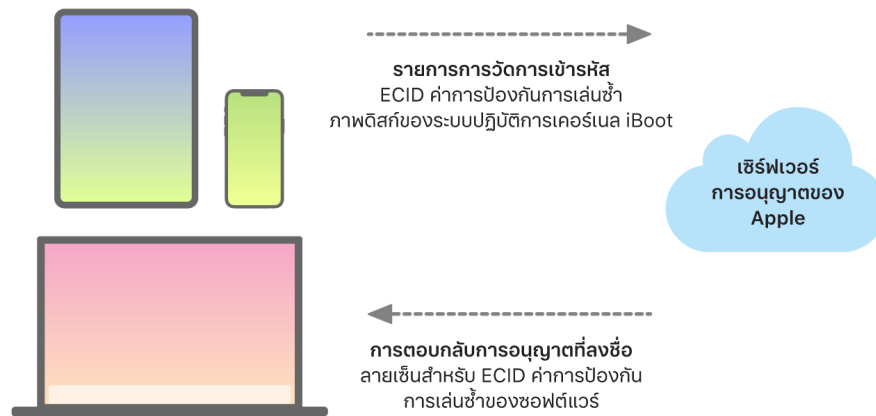 รายการการวัดการเข้ารหัส
ECID ค่าการป้องกันการเล่นซ้ำ
ภาพดิสก์ของระบบปฏิบัติการเคอร์เนล iBoot
เซิร์ฟเวอร์
การอนุญาตของ
Apple
การตอบกลับการอนุญาตที่ลงชื่อ
ลายเซ็นสำหรับ ECID ค่าการป้องกัน
การเล่นซ้ำของซอฟต์แวร์